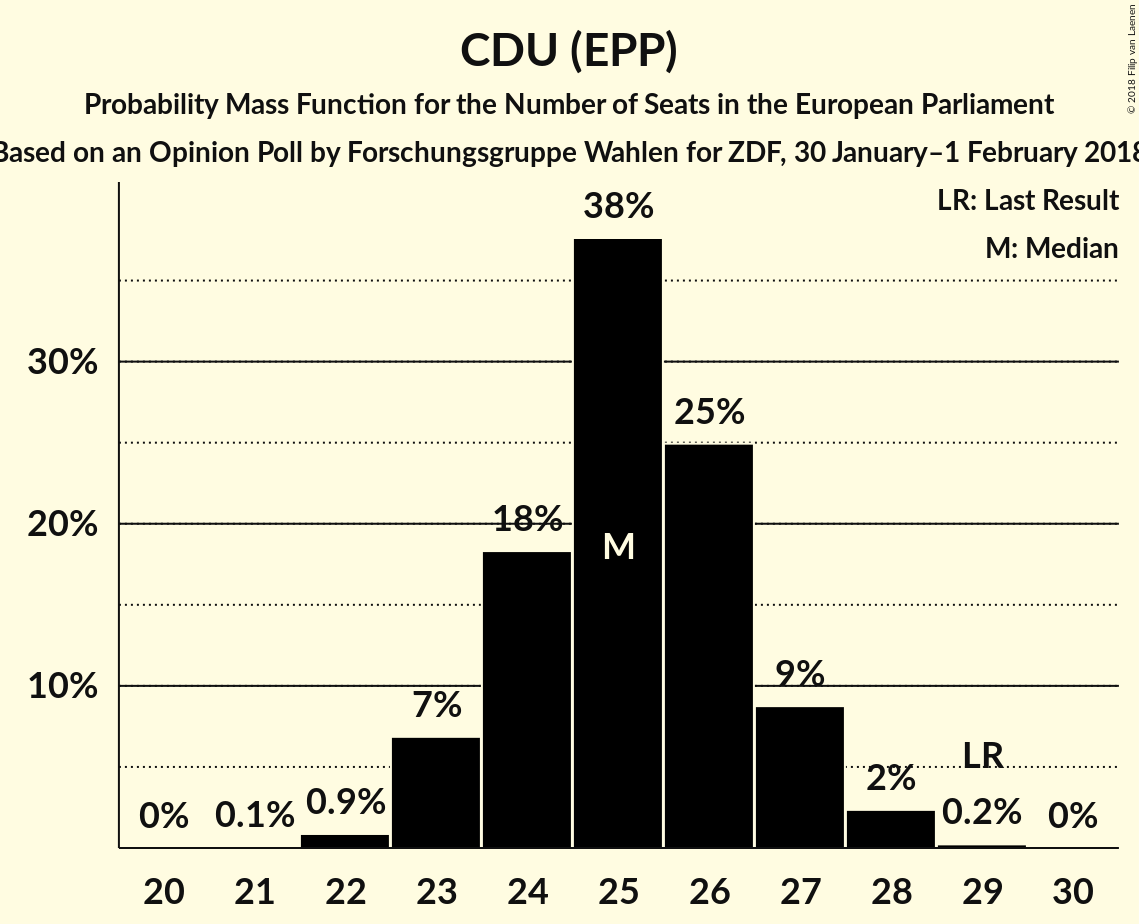 CDU (EPP)
Probability Mass Function for the Number of Seats in the European Parliament
Based on an Opinion Poll by Forschungsgruppe Wahlen for ZDF, 30 January–1 February 2018
© 2018 Filip van Laenen
LR: Last Result
M: Median
38%
30%
25%
20%
18%
M
10%
9%
7%
LR
2%
0%
0.1%
0.9%
0.2%
0%
20 21 22 23 24 25 26 27 28 29 30